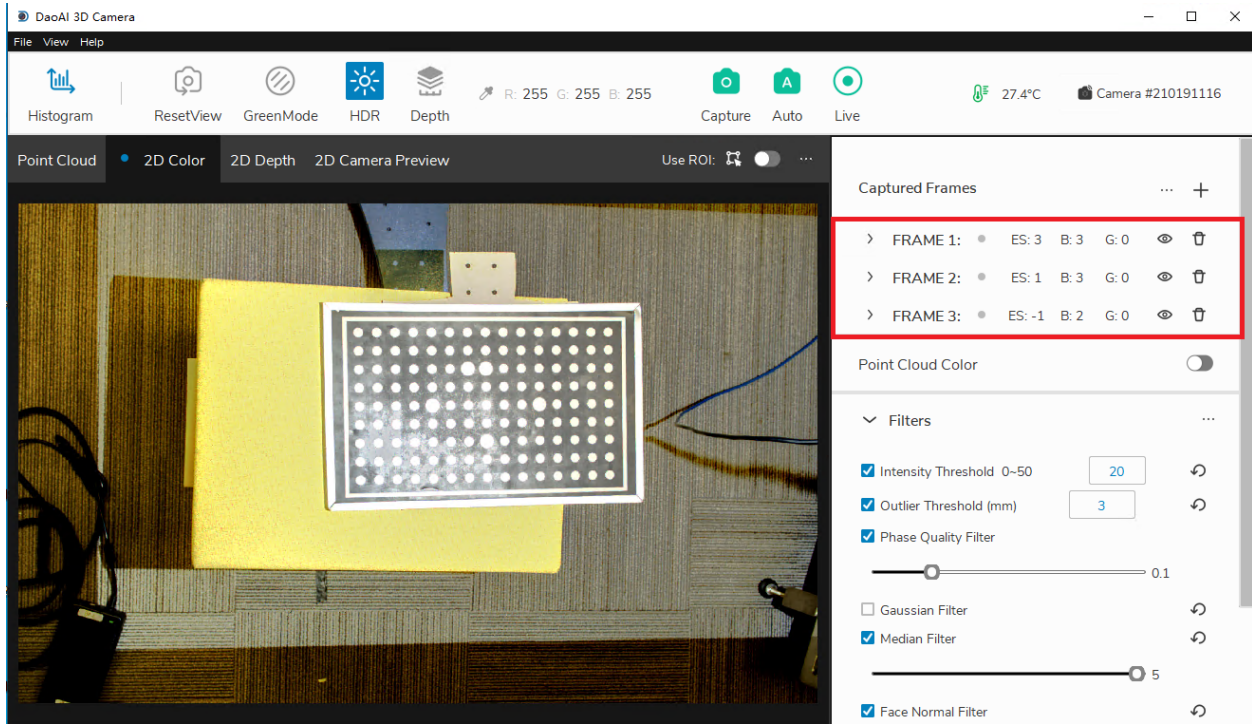 DaoAI 3D Camera
File View Help
Histogram ResetView GreenMode HDR Depth R: 255 G: 255 B: 255 Capture Auto Live 27.4°C Camera #210191116
Point Cloud 2D Color 2D Depth 2D Camera Preview Use ROI:
Captured Frames
FRAME 1: ES: 3 B: 3 G: 0
FRAME 2: ES: 1 B: 3 G: 0
FRAME 3: ES: -1 B: 2 G: 0
Point Cloud Color
Filters
Intensity Threshold 0~50 20
Outlier Threshold (mm) 3
Phase Quality Filter
0.1
Gaussian Filter
Median Filter
5
Face Normal Filter